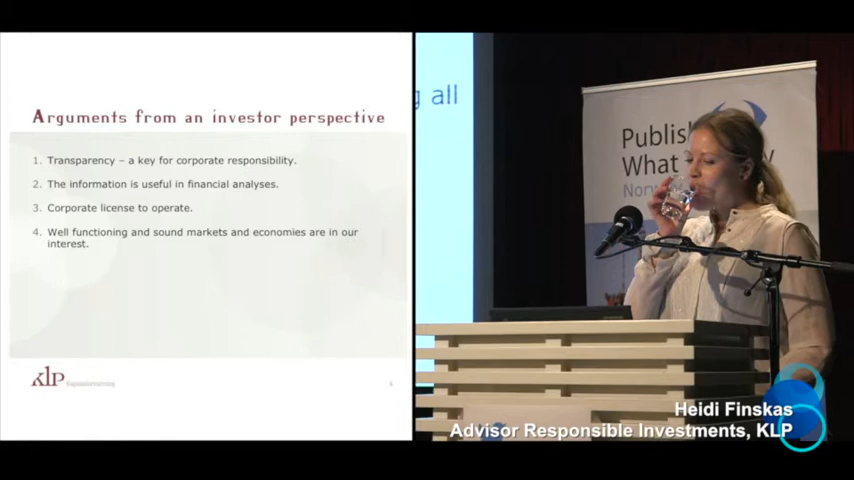 Arguments from an investor perspective
1. Transparency – a key for corporate responsibility.
2. The information is useful in financial analyses.
3. Corporate license to operate.
4. Well functioning and sound markets and economies are in our
interest.
KLP
all
Publish
What
Heidi Finskas
Advisor Responsible Investments, KLP